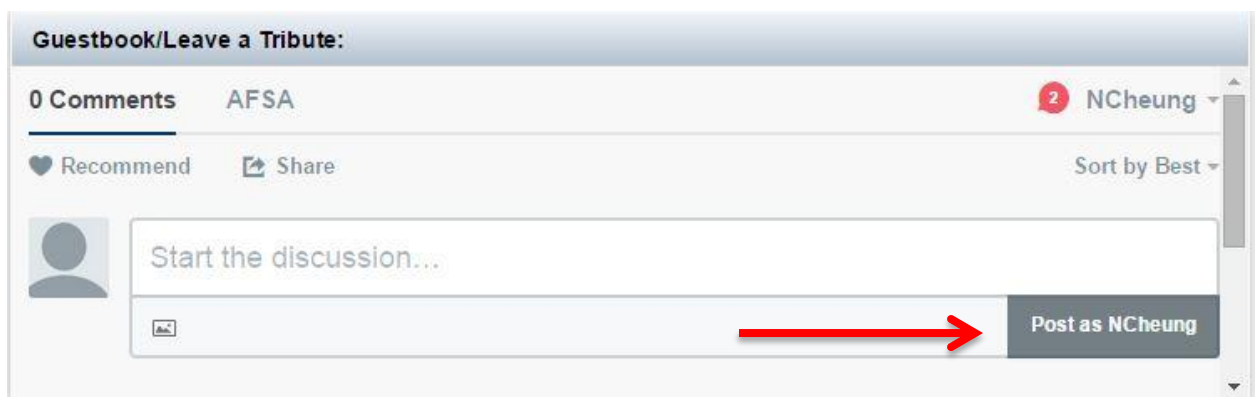 Guestbook/Leave a Tribute:
0 Comments AFSA 2 NCheung
Recommend Share Sort by Best
Start the discussion...
Post as NCheung